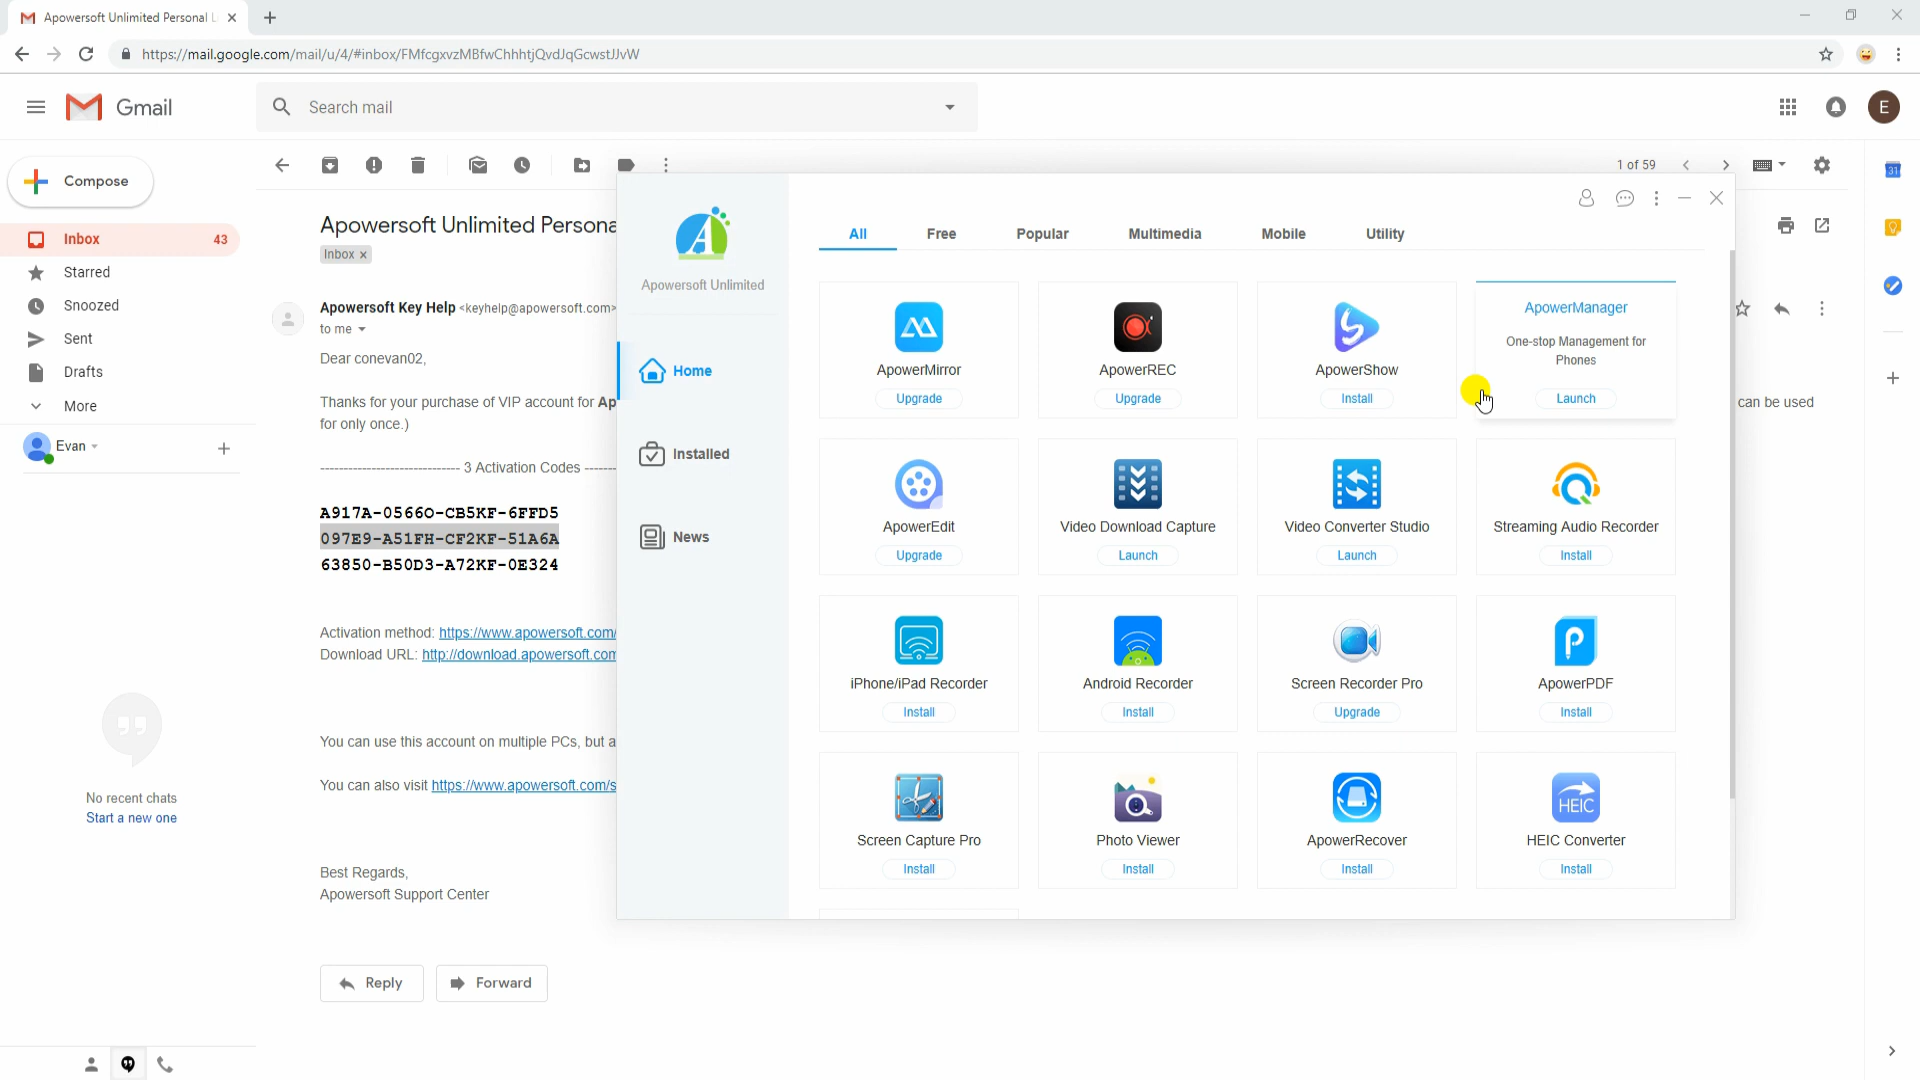 Apowersoft Unlimited Personal L
https://mail.google.com/mail/u/4/#inbox/FMfcgxvzMBfwChhhtjQvdJqGcwstJJvW
Gmail
Search mail
E
Compose
1 of 59
31
Inbox 43
Starred
Snoozed
Sent
Drafts
More
Evan
No recent chats
Start a new one
Apowersoft Unlimited Persona
Inbox x
Apowersoft Key Help <keyhelp@apowersoft.com>
to me
Dear conevan02,
Thanks for your purchase of VIP account for Ap
can be used
for only once.)
------------------------------ 3 Activation Codes -------
A917A-0566O-CB5KF-6FFD5
097E9-A51FH-CF2KF-51A6A
63850-B50D3-A72KF-0E324
Activation method: https://www.apowersoft.com/
Download URL: http://download.apowersoft.com
You can use this account on multiple PCs, but a
You can also visit https://www.apowersoft.com/s
Best Regards,
Apowersoft Support Center
Reply
Forward
Apowersoft Unlimited
Home
Installed
News
All Free Popular Multimedia Mobile Utility
ApowerMirror
Upgrade
ApowerREC
Upgrade
ApowerShow
Install
ApowerManager
One-stop Management for
Phones
Launch
ApowerEdit
Upgrade
Video Download Capture
Launch
Video Converter Studio
Launch
Streaming Audio Recorder
Install
iPhone/iPad Recorder
Install
Android Recorder
Install
Screen Recorder Pro
Upgrade
ApowerPDF
Install
Screen Capture Pro
Install
Photo Viewer
Install
ApowerRecover
Install
HEIC
HEIC Converter
Install